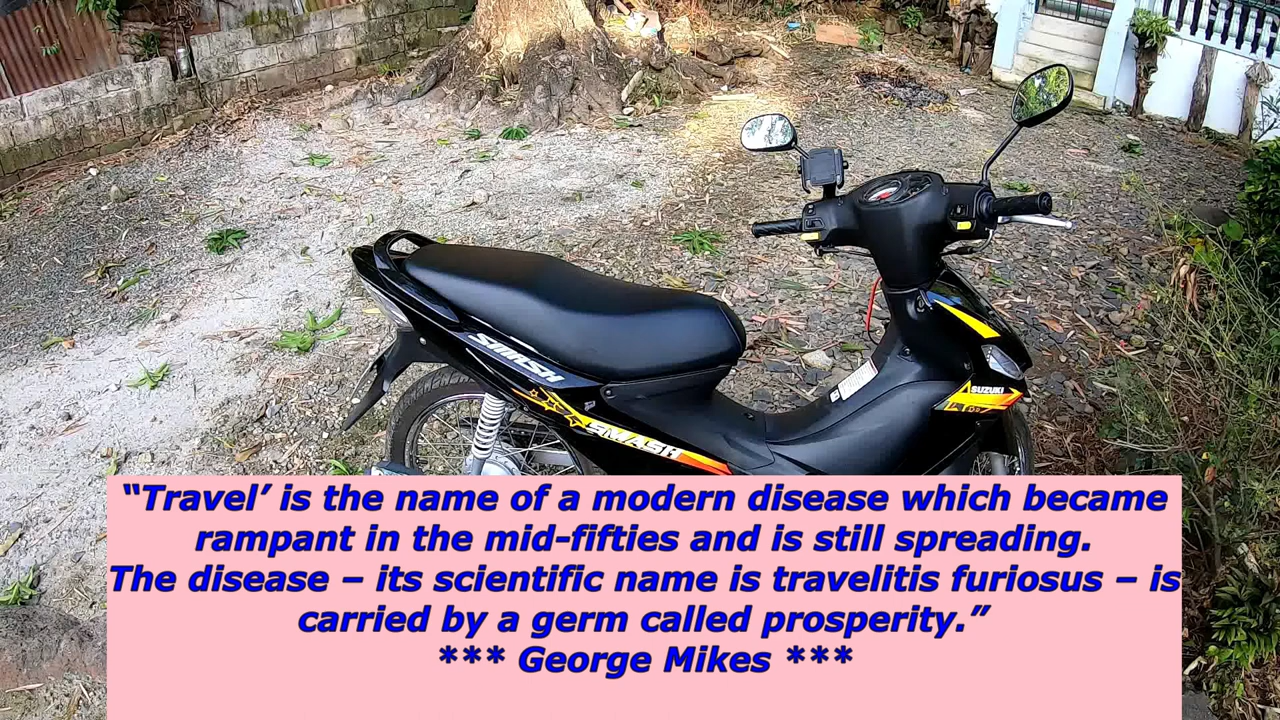 SMASH
SMASH
SUZUKI
“Travel’ is the name of a modern disease which became
rampant in the mid-fifties and is still spreading.
The disease – its scientific name is travelitis furiosus – is
carried by a germ called prosperity.”
*** George Mikes ***